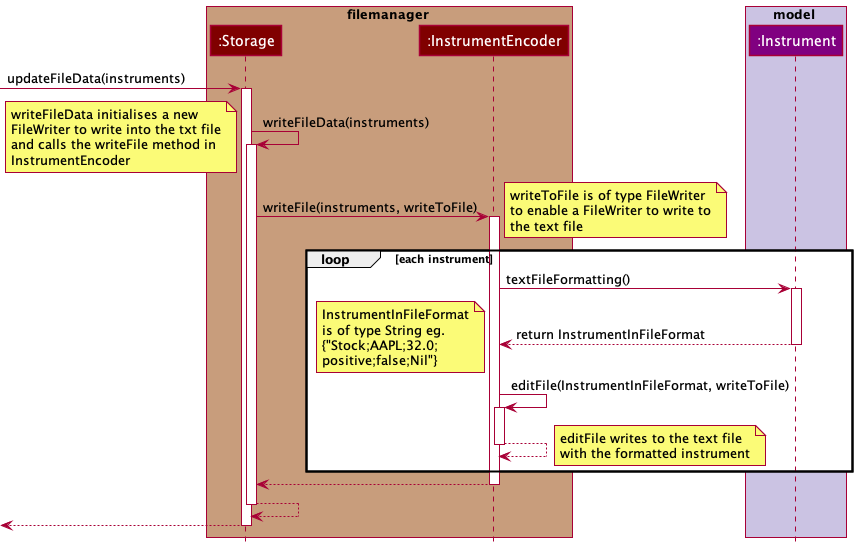 filemanager
model
:Storage
:InstrumentEncoder
:Instrument
updateFileData(instruments)
writeFileData initialises a new
FileWriter to write into the txt file
and calls the writeFile method in
InstrumentEncoder
writeFileData(instruments)
writeFile(instruments, writeToFile)
writeToFile is of type FileWriter
to enable a FileWriter to write to
the text file
loop
[each instrument]
textFileFormatting()
InstrumentInFileFormat
is of type String eg.
{"Stock;AAPL;32.0;
positive;false;Nil"}
return InstrumentInFileFormat
editFile(InstrumentInFileFormat, writeToFile)
editFile writes to the text file
with the formatted instrument